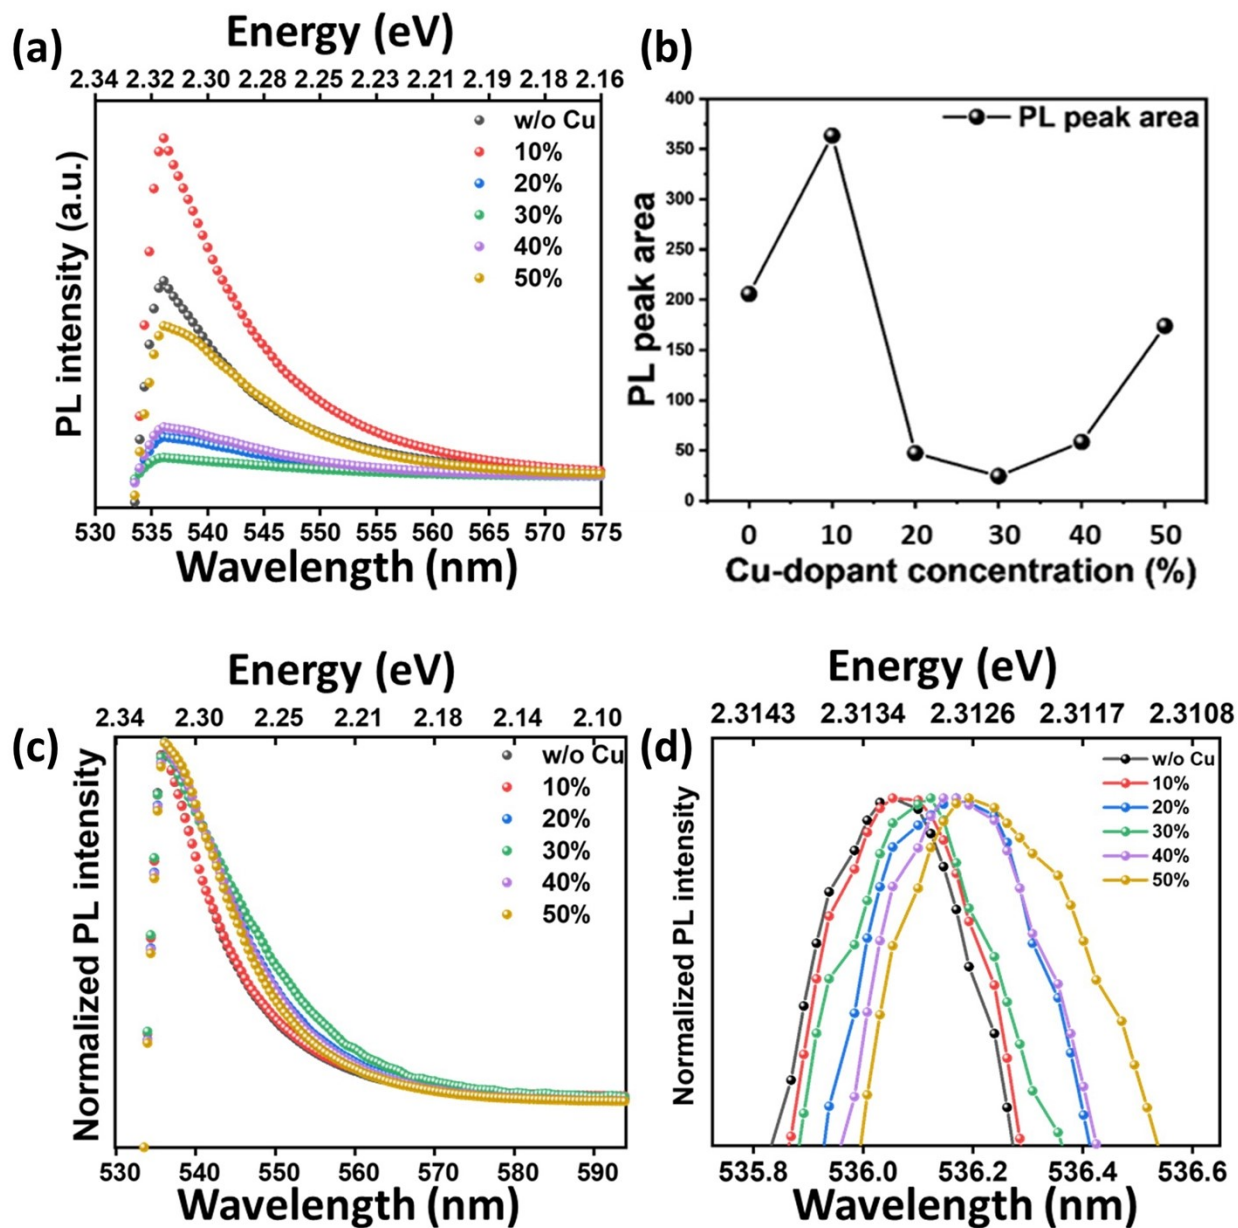 (a)
Energy (eV)
2.34 2.32 2.30 2.28 2.25 2.23 2.21 2.19 2.18 2.16
PL intensity (a.u.)
w/o Cu
10%
20%
30%
40%
50%
530 535 540 545 550 555 560 565 570 575
Wavelength (nm)
(b)
PL peak area
400
350
300
250
200
150
100
50
0
PL peak area
0 10 20 30 40 50
Cu-dopant concentration (%)
(c)
Energy (eV)
2.34 2.30 2.25 2.21 2.18 2.14 2.10
Normalized PL intensity
w/o Cu
10%
20%
30%
40%
50%
530 540 550 560 570 580 590
Wavelength (nm)
(d)
Energy (eV)
2.3143 2.3134 2.3126 2.3117 2.3108
Normalized PL intensity
w/o Cu
10%
20%
30%
40%
50%
535.8 536.0 536.2 536.4 536.6
Wavelength (nm)